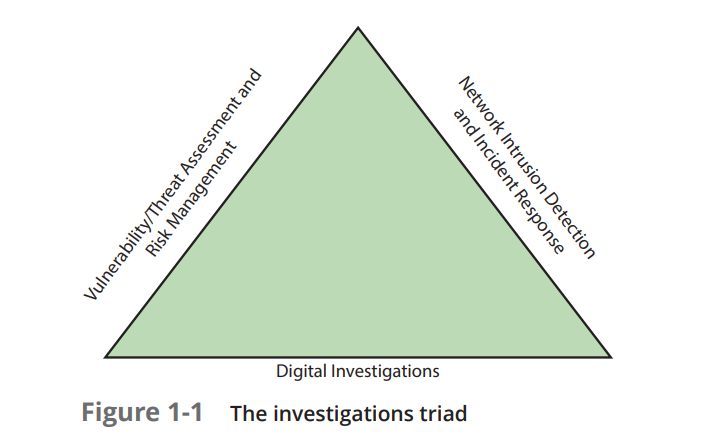 Vulnerability/Threat Assessment and
Risk Management
Network Intrusion Detection
and Incident Response
Digital Investigations
Figure 1-1 The investigations triad